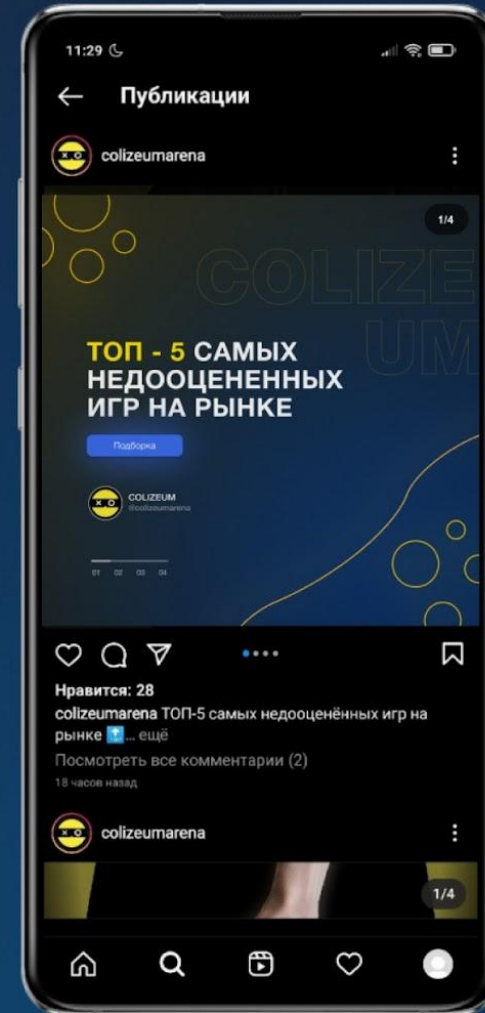 11:29
Публикации
colizeumarena
1/4
COLIZE
UM
ТОП - 5 САМЫХ
НЕДООЦЕНЕННЫХ
ИГР НА РЫНКЕ
Подборка
COLIZEUM
@colizeumarena
01 02 03 04
Нравится: 28
colizeumarena ТОП-5 самых недооценённых игр на
рынке ... ещё
Посмотреть все комментарии (2)
18 часов назад
colizeumarena
1/4